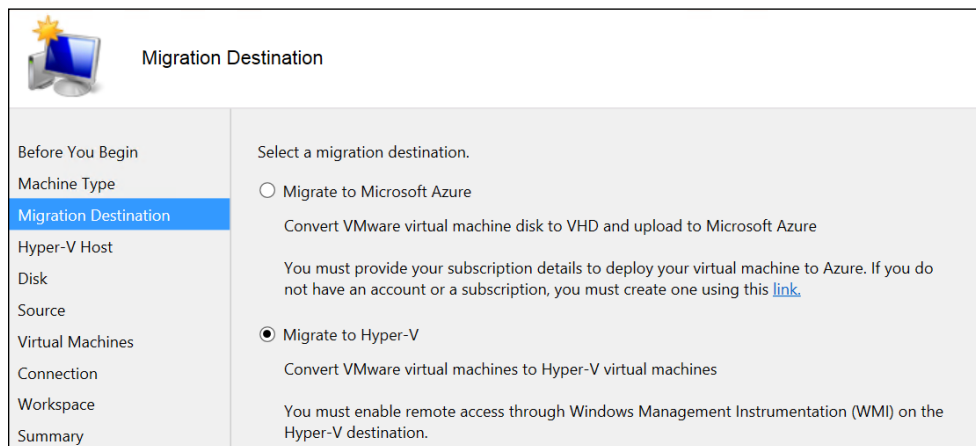 Migration Destination
Before You Begin
Machine Type
Migration Destination
Hyper-V Host
Disk
Source
Virtual Machines
Connection
Workspace
Summary
Select a migration destination.
Migrate to Microsoft Azure
Convert VMware virtual machine disk to VHD and upload to Microsoft Azure
You must provide your subscription details to deploy your virtual machine to Azure. If you do
not have an account or a subscription, you must create one using this link.
Migrate to Hyper-V
Convert VMware virtual machines to Hyper-V virtual machines
You must enable remote access through Windows Management Instrumentation (WMI) on the
Hyper-V destination.